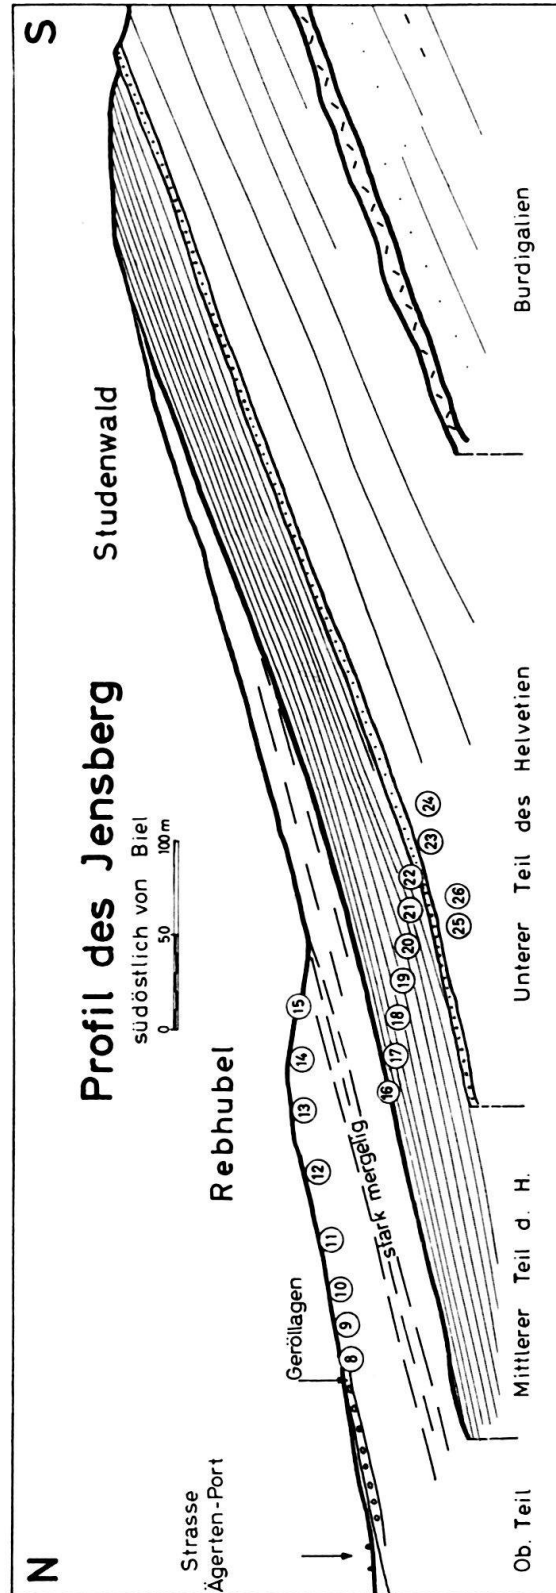 N
S
Profil des Jensberg
südöstlich von Biel
0 50 100 m
Strasse
Ägerten-Port
Geröllagen
Rebhubel
Studenwald
8 9 10 11 12 13 14 15
stark mergelig
16 17 18 19 20 21 22 23 24
25 26
Ob. Teil
Mittlerer Teil d. H.
Unterer Teil des Helvetien
Burdigalien